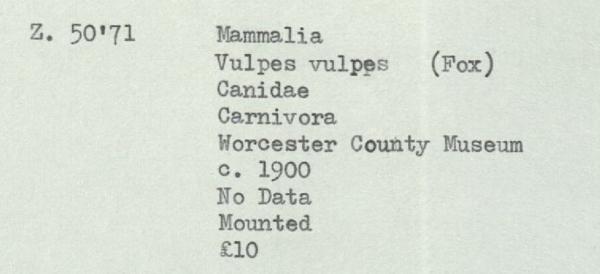 Z. 50'71 Mammalia
Vulpes vulpes (Fox)
Canidae
Carnivora
Worcester County Museum
c. 1900
No Data
Mounted
£10